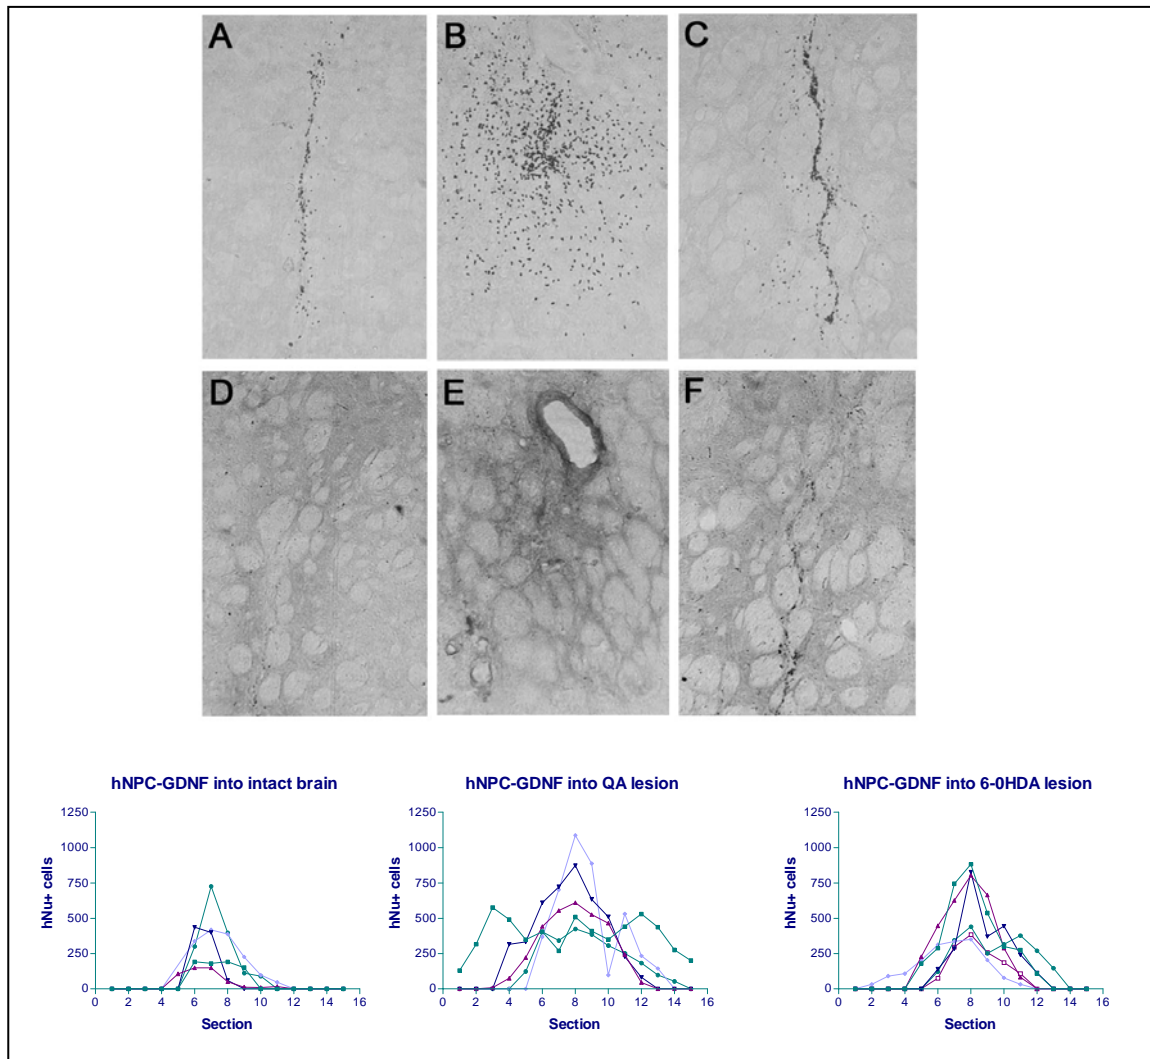 A
B
C
D
E
F
hNPC-GDNF into intact brain
hNu+ cells
1250
1000
750
500
250
0
0 2 4 6 8 10 12 14 16
Section
hNPC-GDNF into QA lesion
hNu+ cells
1250
1000
750
500
250
0
0 2 4 6 8 10 12 14 16
Section
hNPC-GDNF into 6-0HDA lesion
hNu+ cells
1250
1000
750
500
250
0
0 2 4 6 8 10 12 14 16
Section